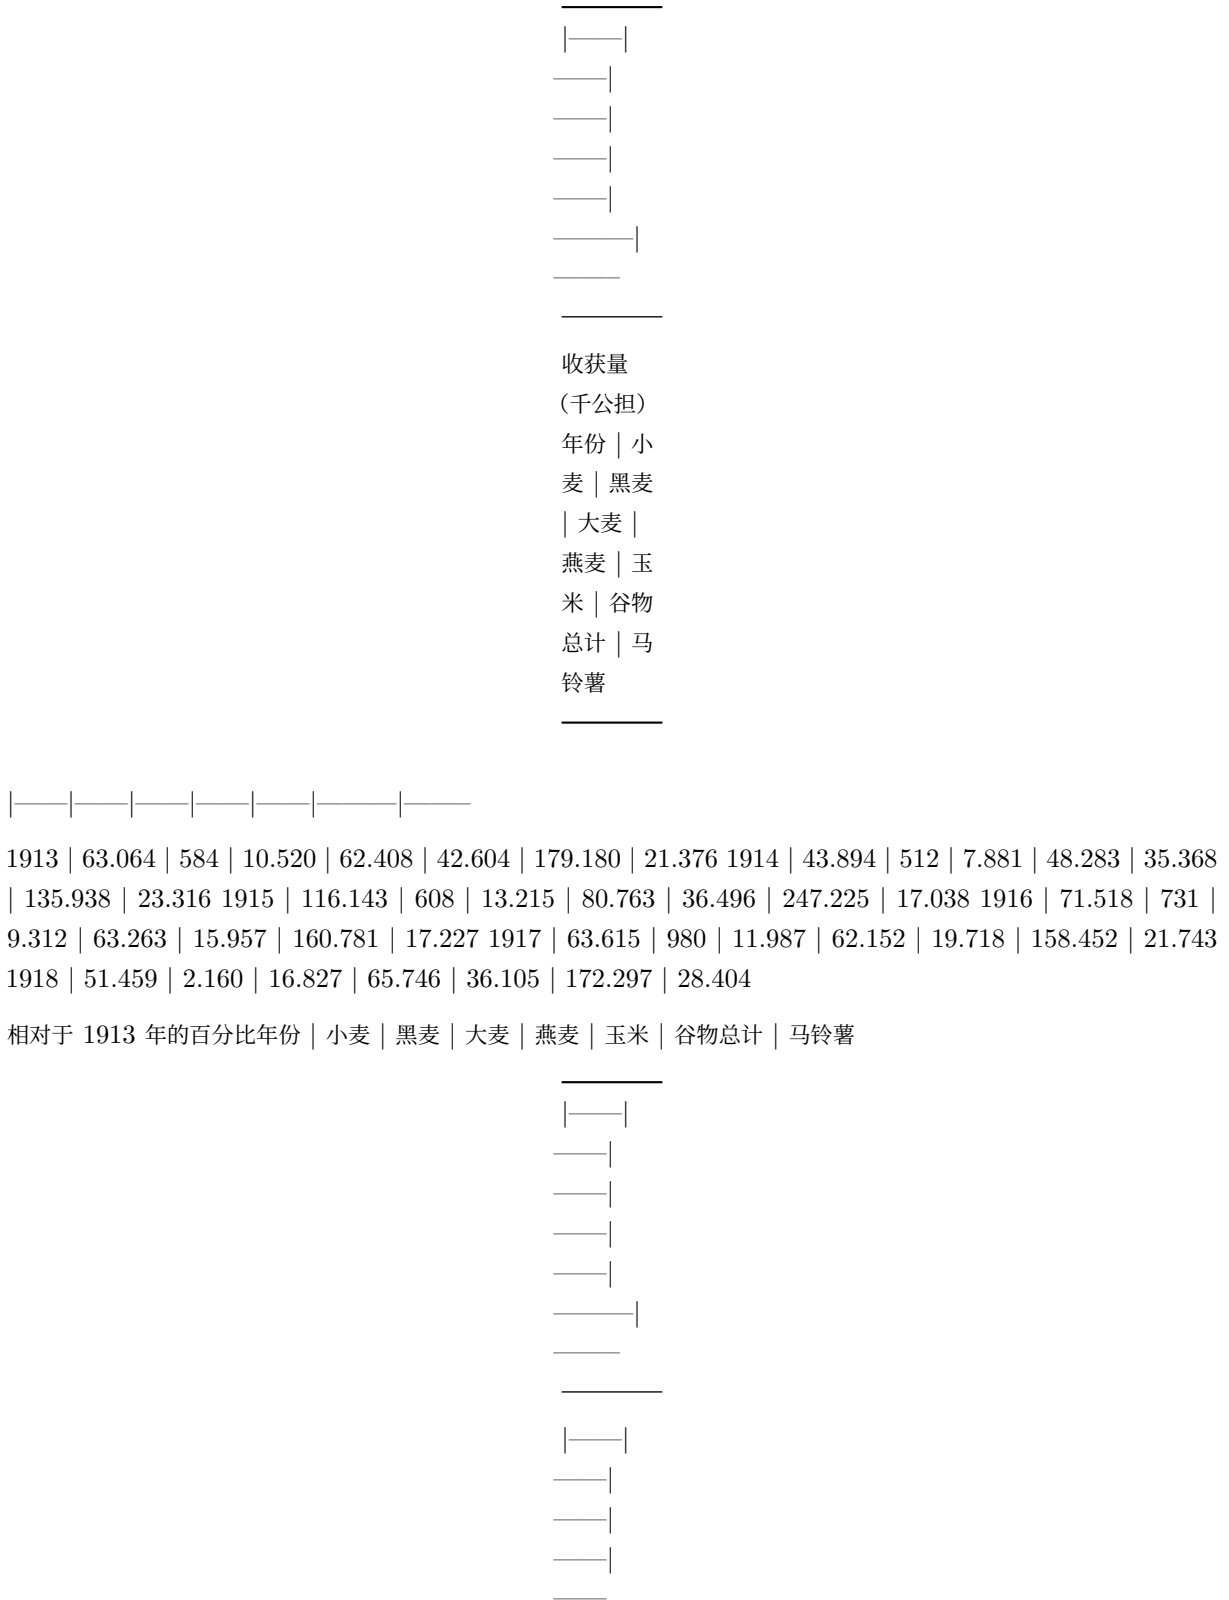 |——|
——|
——|
——|
——|
———|
——–
收获量
（千公担）
年份 | 小
麦 | 黑麦
| 大麦 |
燕麦 | 玉
米 | 谷物
总计 | 马
铃薯
|——|——|——|——|——|———|——–
1913 | 63.064 | 584 | 10.520 | 62.408 | 42.604 | 179.180 | 21.376 1914 | 43.894 | 512 | 7.881 | 48.283 | 35.368
| 135.938 | 23.316 1915 | 116.143 | 608 | 13.215 | 80.763 | 36.496 | 247.225 | 17.038 1916 | 71.518 | 731 |
9.312 | 63.263 | 15.957 | 160.781 | 17.227 1917 | 63.615 | 980 | 11.987 | 62.152 | 19.718 | 158.452 | 21.743
1918 | 51.459 | 2.160 | 16.827 | 65.746 | 36.105 | 172.297 | 28.404
相对于 1913 年的百分比年份 | 小麦 | 黑麦 | 大麦 | 燕麦 | 玉米 | 谷物总计 | 马铃薯
|——|
——|
——|
——|
——|
———|
——–
|——|
——|
——|
——|
——